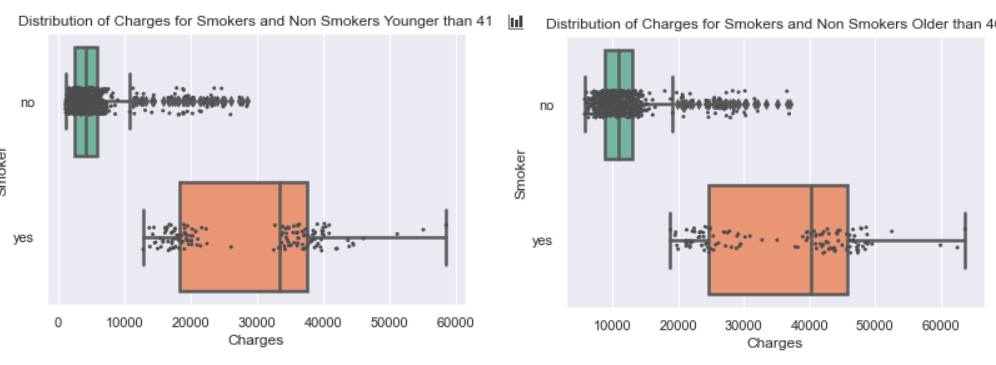 Distribution of Charges for Smokers and Non Smokers Younger than 41
no
yes
Smoker
0 10000 20000 30000 40000 50000 60000
Charges
Distribution of Charges for Smokers and Non Smokers Older than 40
no
yes
Smoker
10000 20000 30000 40000 50000 60000
Charges